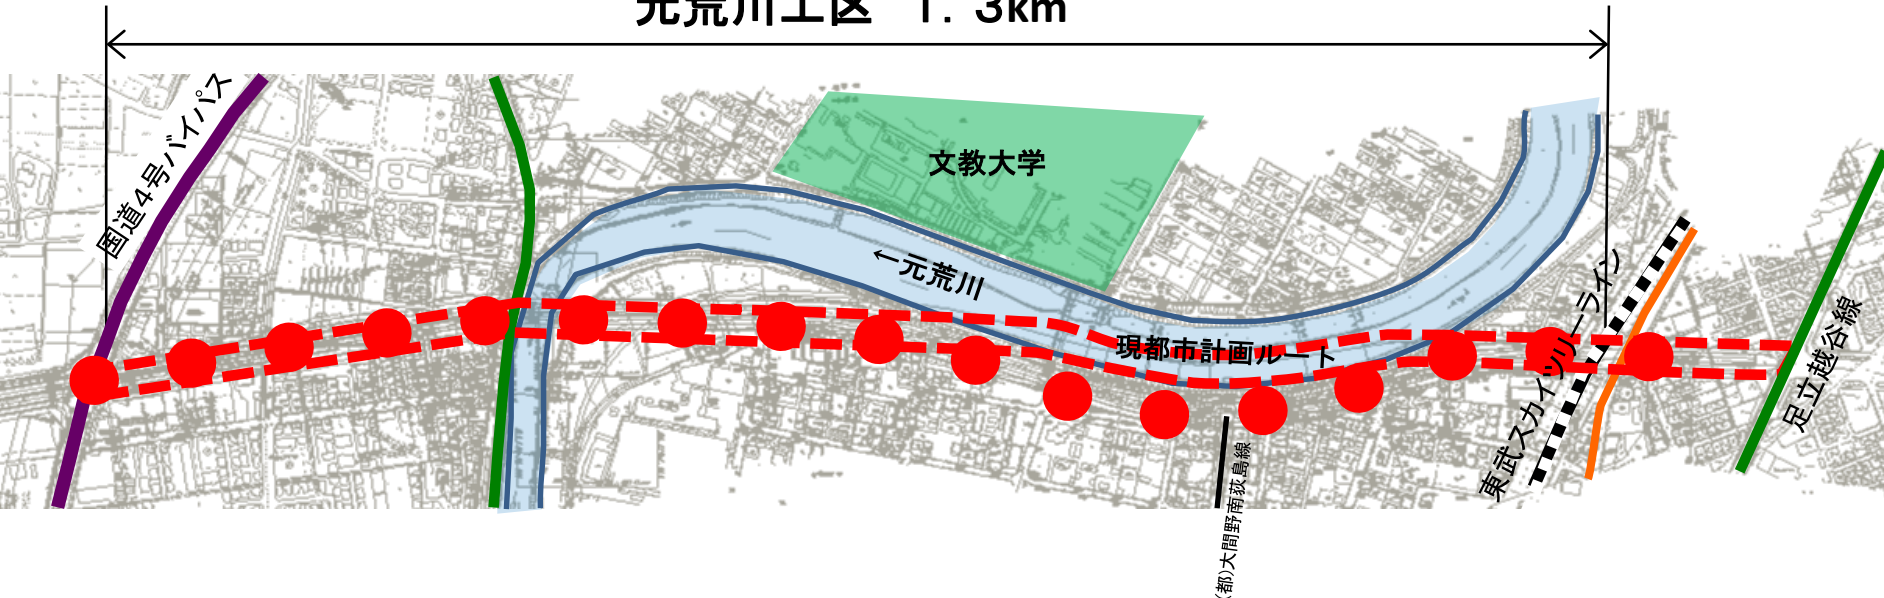 元荒川工区 1.3km
国道4号バイパス
文教大学
←元荒川
現都市計画ルート
東武スカイツリーライン
足立越谷線
(都)大間野南荻島線